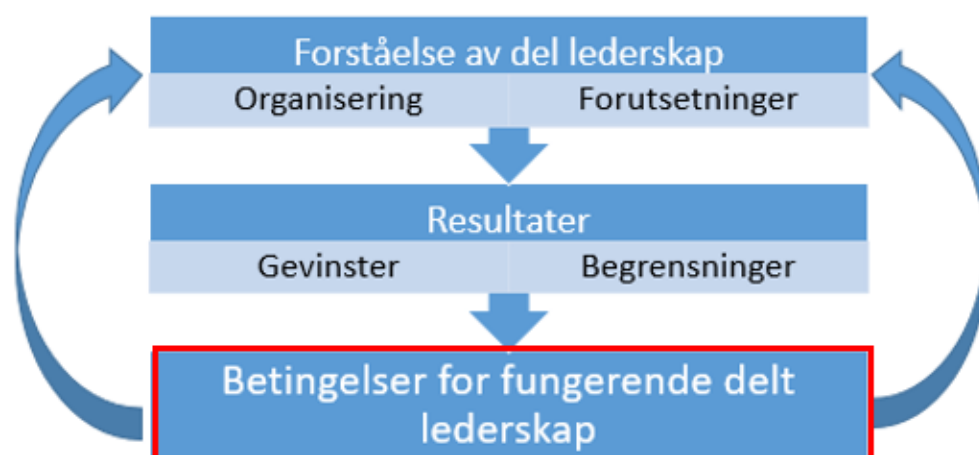 Forståelse av del lederskap
Organisering Forutsetninger
Resultater
Gevinster Begrensninger
Betingelser for fungerende delt
lederskap